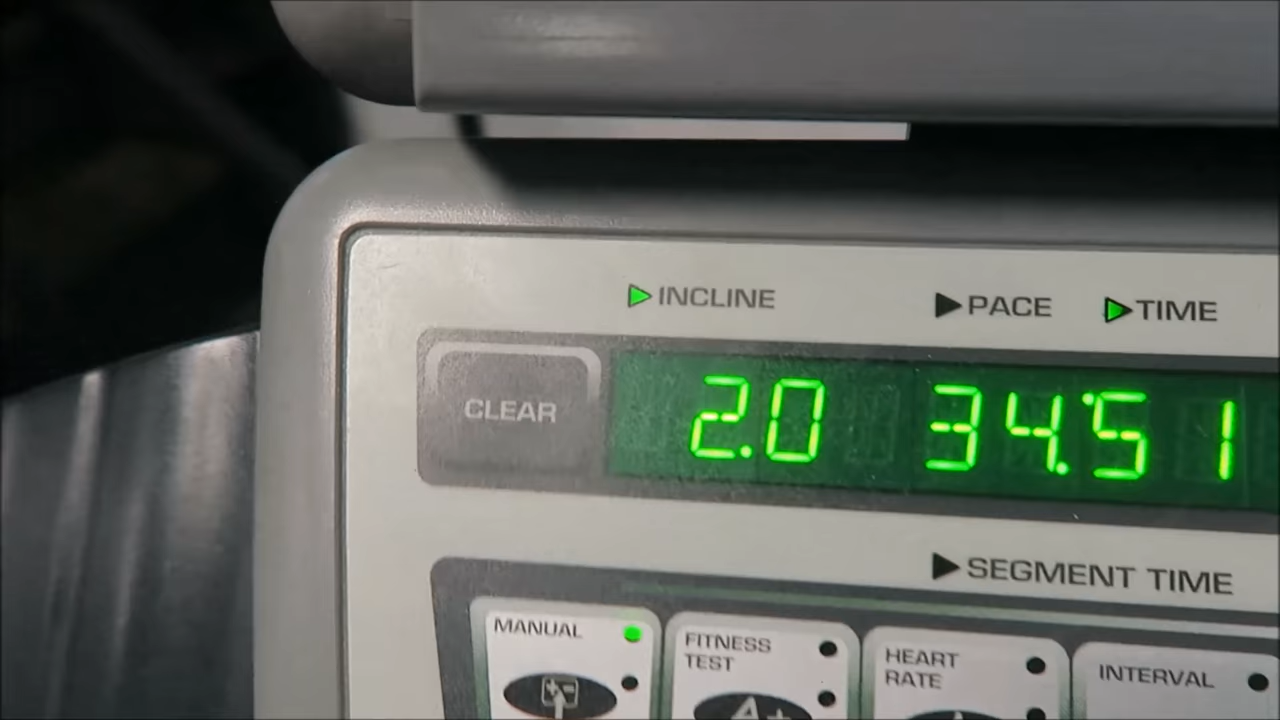 INCLINE PACE TIME
CLEAR 2.0 34:51
SEGMENT TIME
MANUAL
FITNESS
TEST
HEART
RATE
INTERVAL
A+